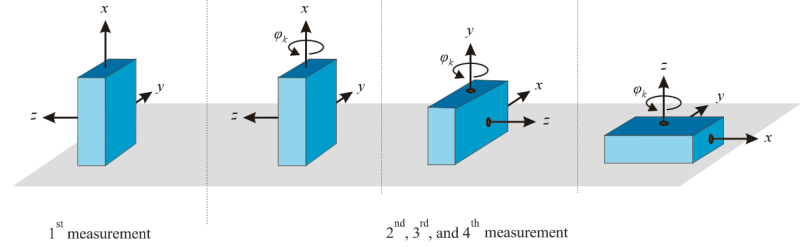 x
y
z
x
φk
y
z
y
φk
x
z
z
φk
y
x
1st measurement
2nd, 3rd, and 4th measurement